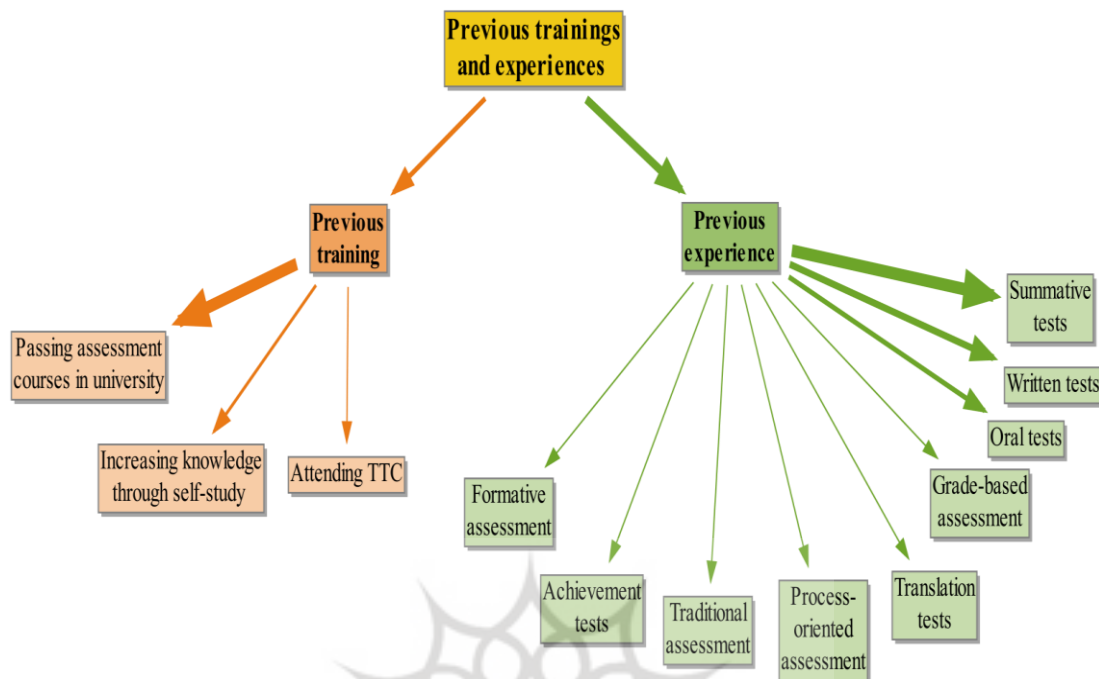 Previous trainings
and experiences
Previous
training
Previous
experience
Passing assessment
courses in university
Increasing knowledge
through self-study
Attending TTC
Summative
tests
Written tests
Oral tests
Grade-based
assessment
Translation
tests
Process-
oriented
assessment
Traditional
assessment
Achievement
tests
Formative
assessment